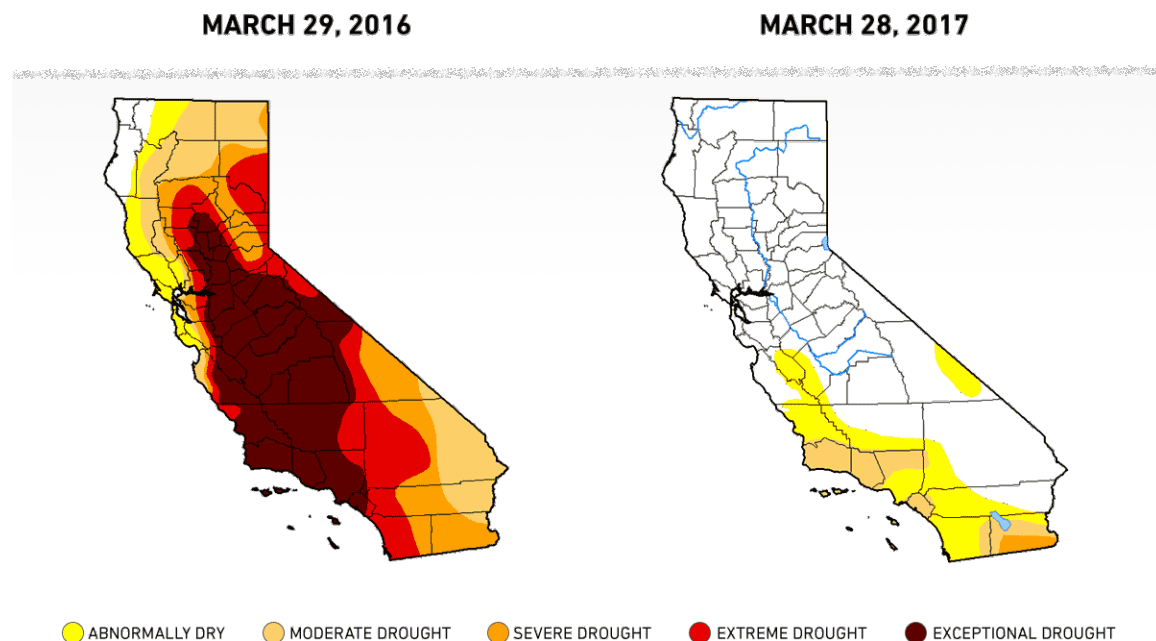 MARCH 29, 2016 MARCH 28, 2017
ABNORMALLY DRY MODERATE DROUGHT SEVERE DROUGHT EXTREME DROUGHT EXCEPTIONAL DROUGHT